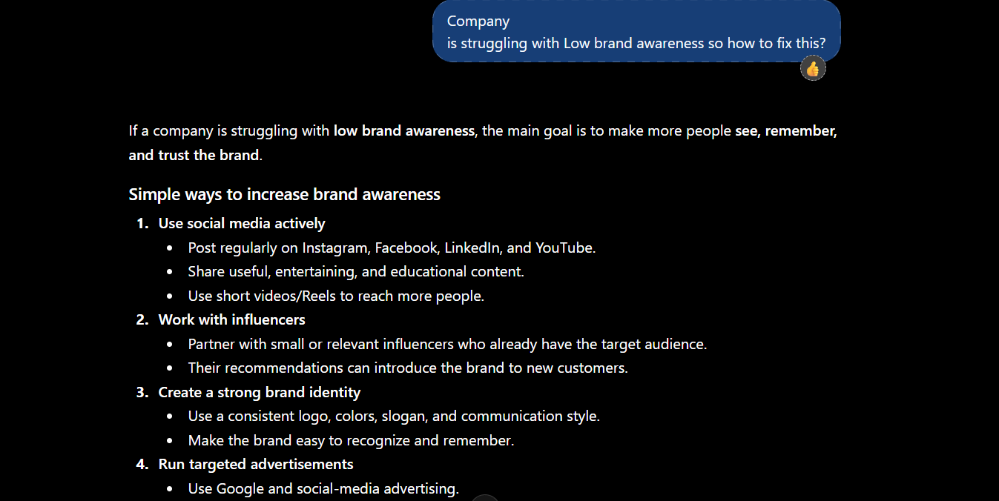 Company
is struggling with Low brand awareness so how to fix this?
If a company is struggling with low brand awareness, the main goal is to make more people see, remember,
and trust the brand.
Simple ways to increase brand awareness
1. Use social media actively
• Post regularly on Instagram, Facebook, LinkedIn, and YouTube.
• Share useful, entertaining, and educational content.
• Use short videos/Reels to reach more people.
2. Work with influencers
• Partner with small or relevant influencers who already have the target audience.
• Their recommendations can introduce the brand to new customers.
3. Create a strong brand identity
• Use a consistent logo, colors, slogan, and communication style.
• Make the brand easy to recognize and remember.
4. Run targeted advertisements
• Use Google and social-media advertising.